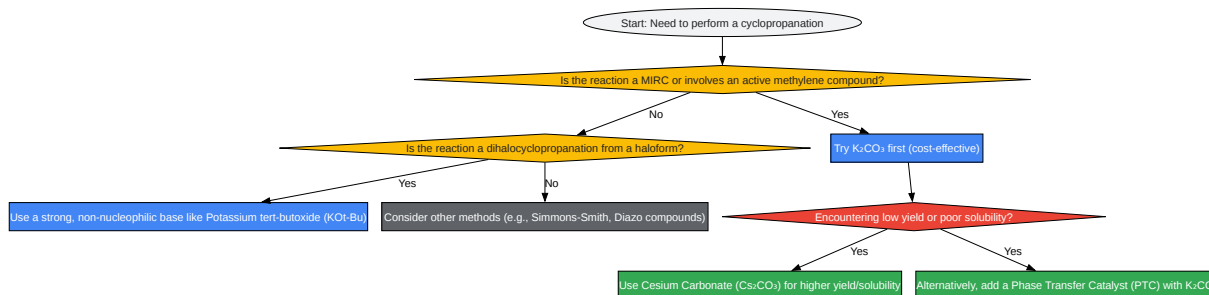 Start: Need to perform a cyclopropanation
Is the reaction a MIRC or involves an active methylene compound?
No
Yes
Is the reaction a dihalocyclopropanation from a haloform?
Try K₂CO₃ first (cost-effective)
Yes
No
Use a strong, non-nucleophilic base like Potassium tert-butoxide (KOt-Bu)
Consider other methods (e.g., Simmons-Smith, Diazo compounds)
Encountering low yield or poor solubility?
Yes
Yes
Use Cesium Carbonate (Cs₂CO₃) for higher yield/solubility
Alternatively, add a Phase Transfer Catalyst (PTC) with K₂CO